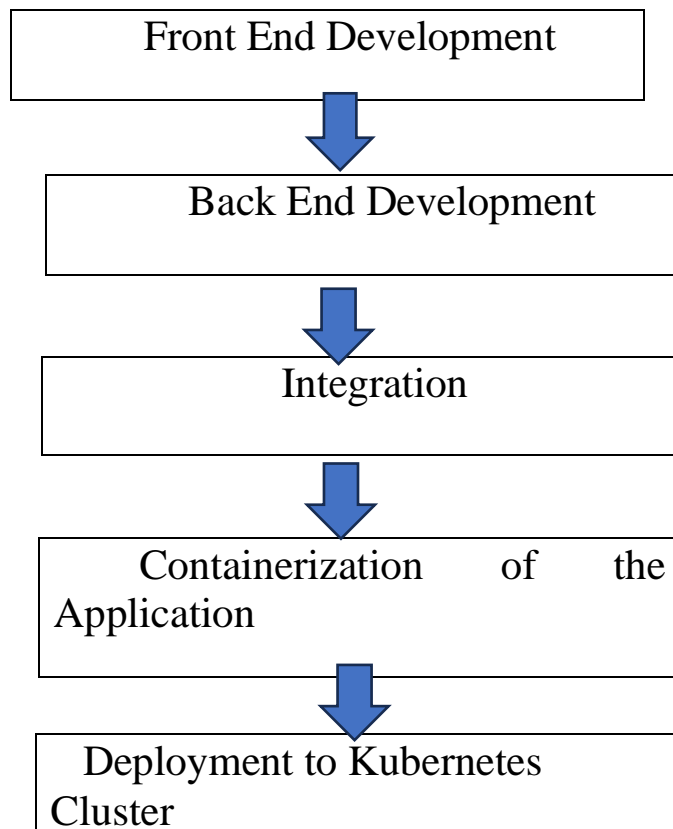 Front End Development
Back End Development
Integration
Containerization of the
Application
Deployment to Kubernetes
Cluster